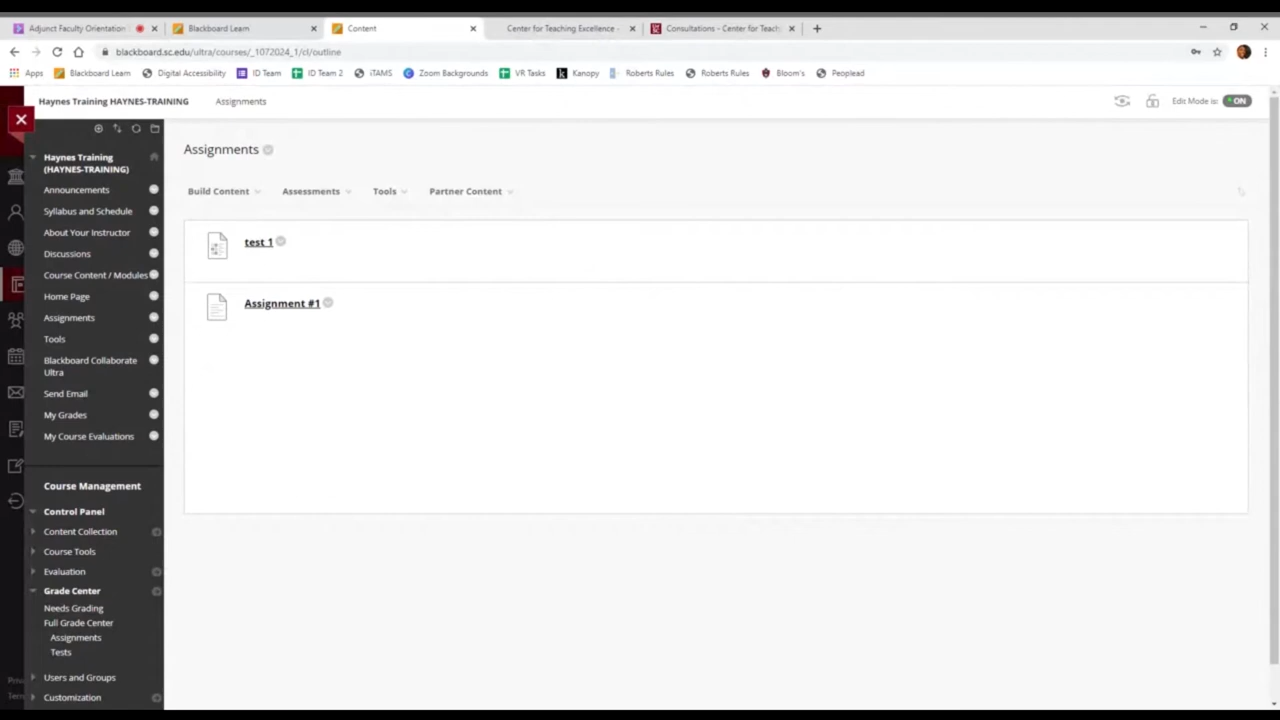 Adjunct Faculty Orientation
Blackboard Learn
Content
Center for Teaching Excellence -
Consultations - Center for Teach
blackboard.sc.edu/ultra/courses/_1072024_1/cl/outline
Apps
Blackboard Learn
Digital Accessibility
ID Team
ID Team 2
iTAMS
Zoom Backgrounds
VR Tasks
Kanopy
Roberts Rules
Roberts Rules
Bloom's
Peoplead
Haynes Training HAYNES-TRAINING
Assignments
Edit Mode is: ON
Haynes Training
(HAYNES-TRAINING)
Announcements
Syllabus and Schedule
About Your Instructor
Discussions
Course Content / Modules
Home Page
Assignments
Tools
Blackboard Collaborate
Ultra
Send Email
My Grades
My Course Evaluations
Course Management
Control Panel
Content Collection
Course Tools
Evaluation
Grade Center
Needs Grading
Full Grade Center
Assignments
Tests
Users and Groups
Customization
Assignments
Build Content
Assessments
Tools
Partner Content
test 1
Assignment #1